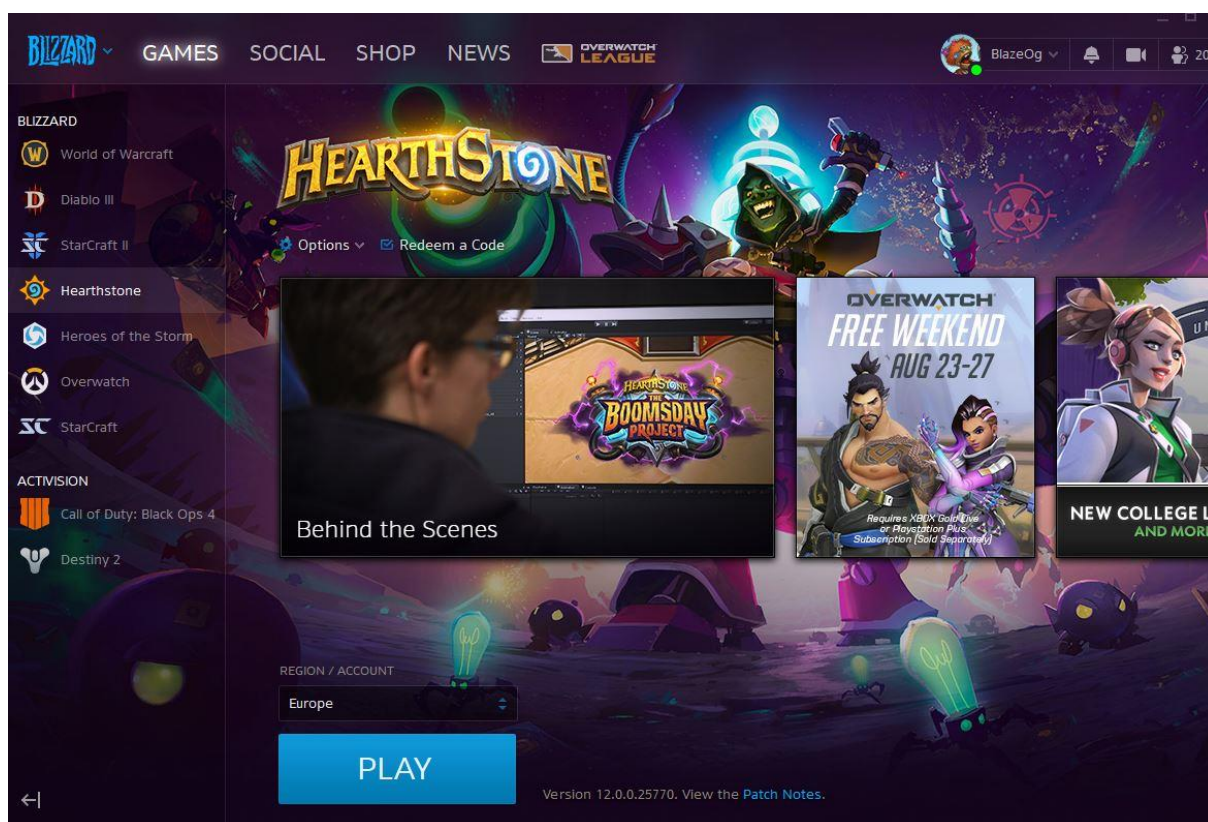 BLIZZARD
GAMES
SOCIAL
SHOP
NEWS
OVERWATCH
LEAGUE
BlazeOg
20
BLIZZARD
World of Warcraft
Diablo III
StarCraft II
Hearthstone
Heroes of the Storm
Overwatch
StarCraft
ACTIVISION
Call of Duty: Black Ops 4
Destiny 2
HEARTHSTONE
Options
Redeem a Code
HEARTHSTONE
THE
BOOMSDAY
PROJECT
Behind the Scenes
OVERWATCH
FREE WEEKEND
AUG 23-27
Requires XBOX Gold Live
or Playstation Plus
Subscription (Sold Separately)
UN
NEW COLLEGE L
AND MOR
REGION / ACCOUNT
Europe
PLAY
Version 12.0.0.25770. View the Patch Notes.